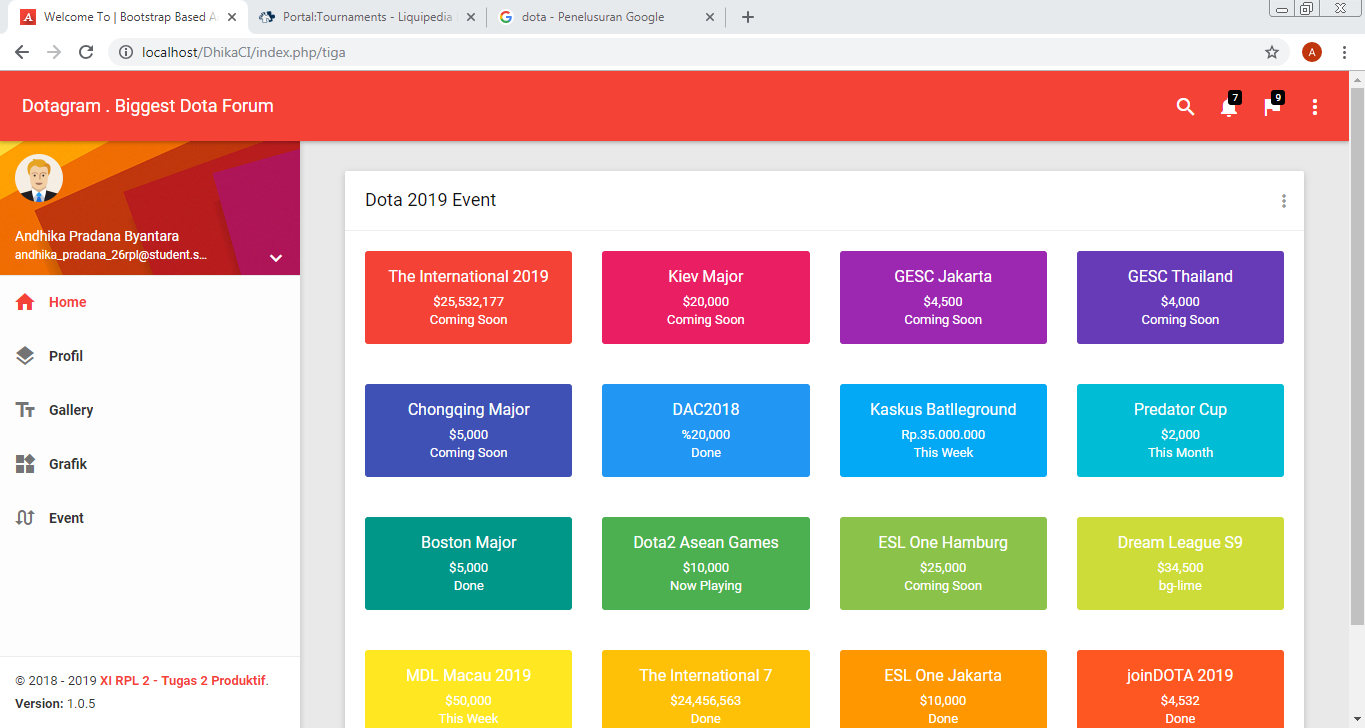 Welcome To | Bootstrap Based A
Portal:Tournaments - Liquipedia
dota - Penelusuran Google
localhost/DhikaCI/index.php/tiga
A
Dotagram . Biggest Dota Forum
7
9
Andhika Pradana Byantara
andhika_pradana_26rpl@student.s...
Home
Profil
Gallery
Grafik
Event
© 2018 - 2019 XI RPL 2 - Tugas 2 Produktif.
Version: 1.0.5
Dota 2019 Event
The International 2019
$25,532,177
Coming Soon
Kiev Major
$20,000
Coming Soon
GESC Jakarta
$4,500
Coming Soon
GESC Thailand
$4,000
Coming Soon
Chongqing Major
$5,000
Coming Soon
DAC2018
%20,000
Done
Kaskus Batlleground
Rp.35.000.000
This Week
Predator Cup
$2,000
This Month
Boston Major
$5,000
Done
Dota2 Asean Games
$10,000
Now Playing
ESL One Hamburg
$25,000
Coming Soon
Dream League S9
$34,500
bg-lime
MDL Macau 2019
$50,000
This Week
The International 7
$24,456,563
Done
ESL One Jakarta
$10,000
Done
joinDOTA 2019
$4,532
Done